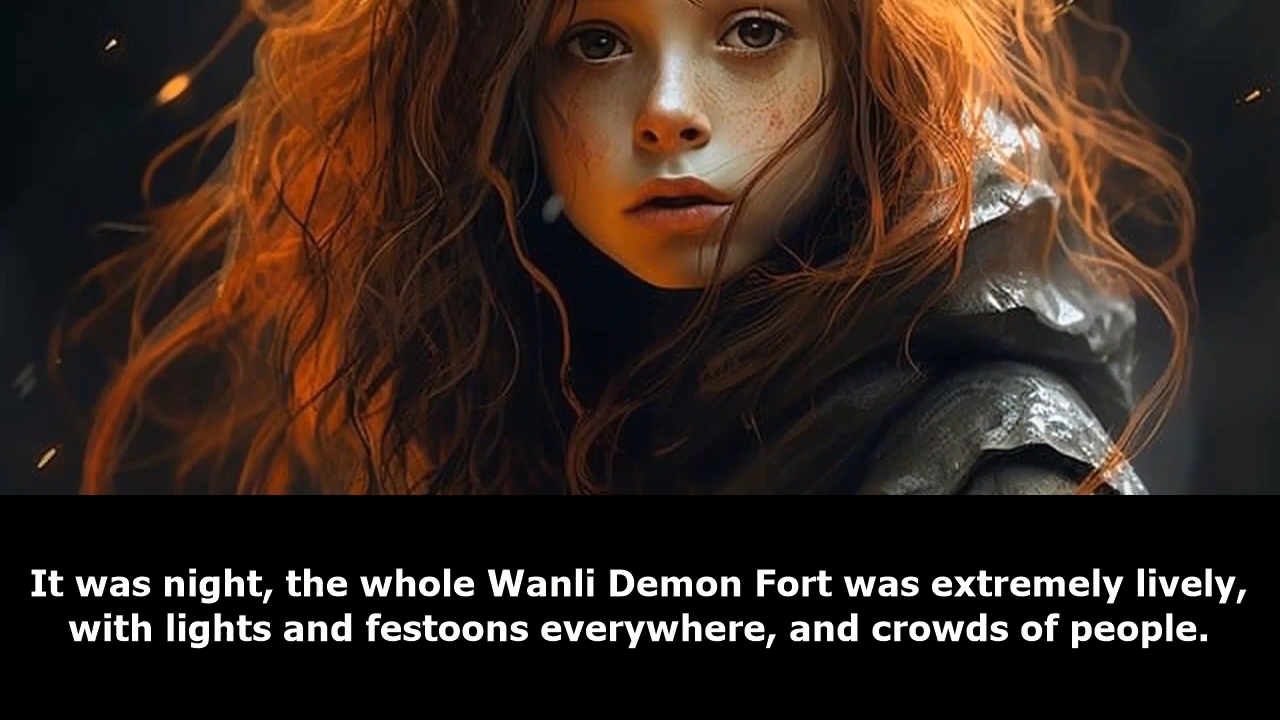 It was night, the whole Wanli Demon Fort was extremely lively,
with lights and festoons everywhere, and crowds of people.